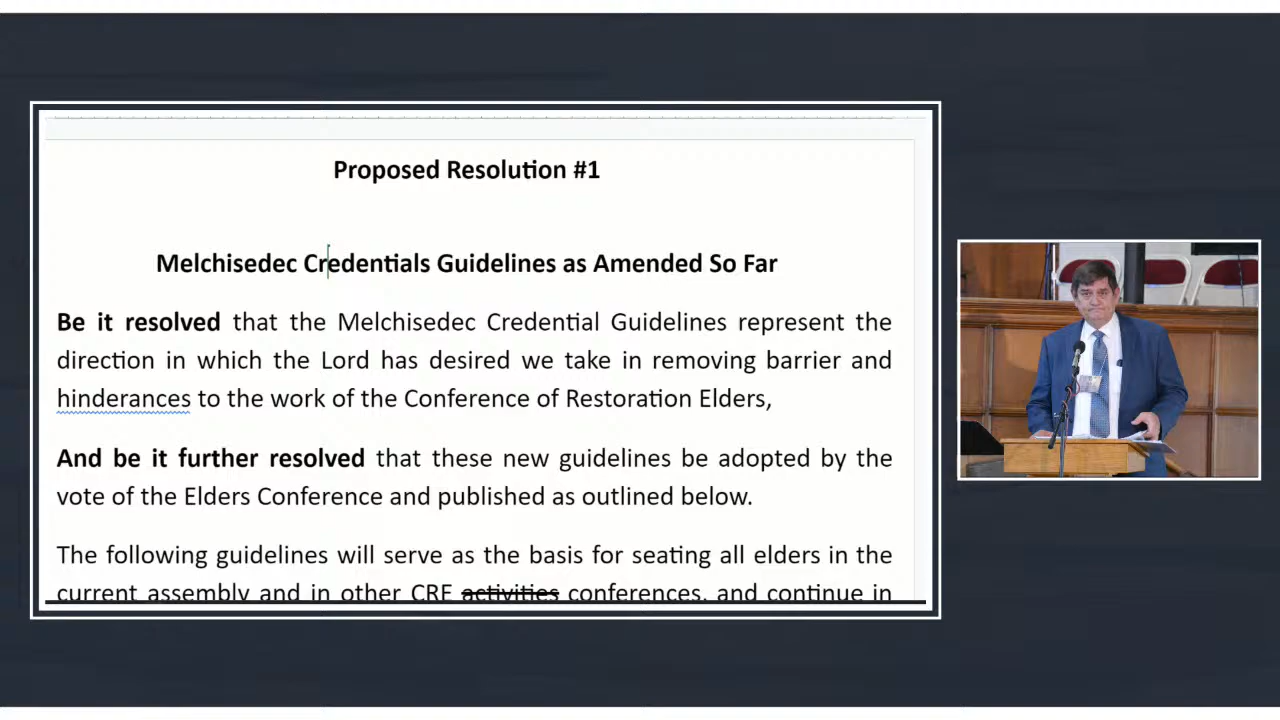 Proposed Resolution #1
Melchisedec Credentials Guidelines as Amended So Far
Be it resolved that the Melchisedec Credential Guidelines represent the
direction in which the Lord has desired we take in removing barrier and
hinderances to the work of the Conference of Restoration Elders,
And be it further resolved that these new guidelines be adopted by the
vote of the Elders Conference and published as outlined below.
The following guidelines will serve as the basis for seating all elders in the
current assembly and in other CRE activities conferences, and continue in